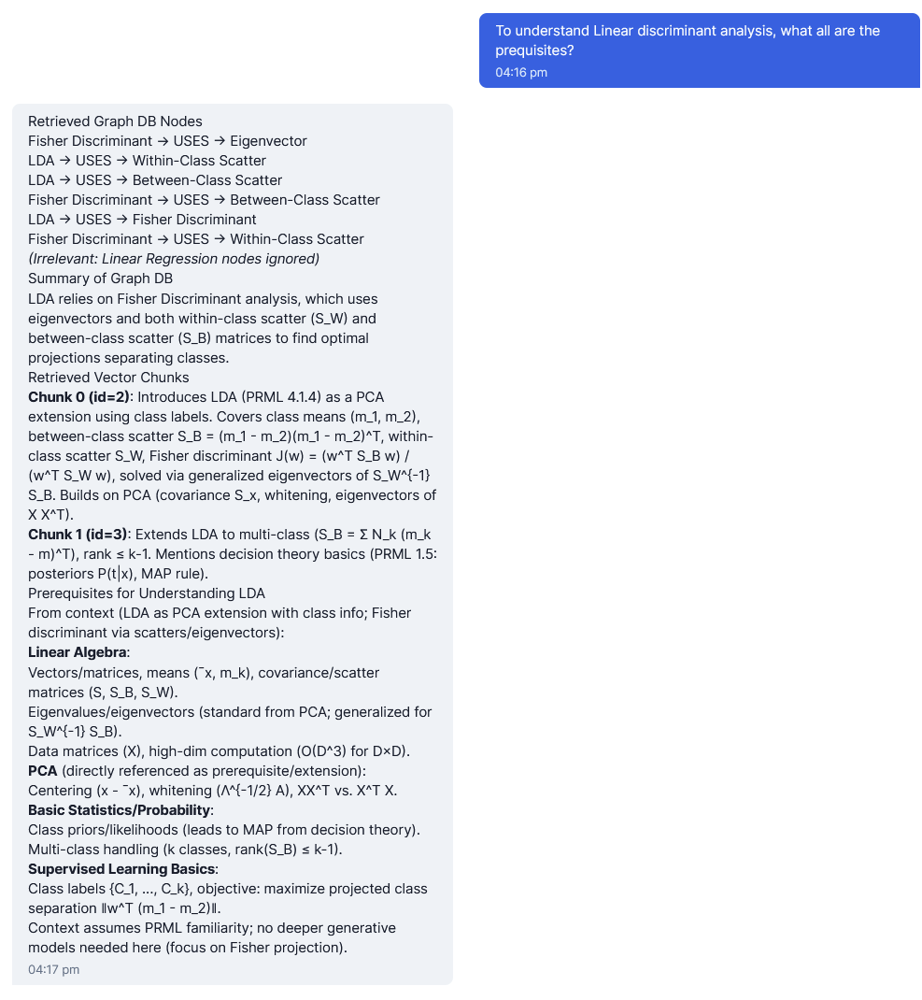 To understand Linear discriminant analysis, what all are the
prequisites?
04:16 pm
Retrieved Graph DB Nodes
Fisher Discriminant → USES → Eigenvector
LDA → USES → Within-Class Scatter
LDA → USES → Between-Class Scatter
Fisher Discriminant → USES → Between-Class Scatter
LDA → USES → Fisher Discriminant
Fisher Discriminant → USES → Within-Class Scatter
(Irrelevant: Linear Regression nodes ignored)
Summary of Graph DB
LDA relies on Fisher Discriminant analysis, which uses
eigenvectors and both within-class scatter (S_W) and
between-class scatter (S_B) matrices to find optimal
projections separating classes.
Retrieved Vector Chunks
Chunk 0 (id=2): Introduces LDA (PRML 4.1.4) as a PCA
extension using class labels. Covers class means (m_1, m_2),
between-class scatter S_B = (m_1 - m_2)(m_1 - m_2)^T, within-
class scatter S_W, Fisher discriminant J(w) = (w^T S_B w) /
(w^T S_W w), solved via generalized eigenvectors of S_W^{-1}
S_B. Builds on PCA (covariance S_x, whitening, eigenvectors of
X X^T).
Chunk 1 (id=3): Extends LDA to multi-class (S_B = Σ N_k (m_k
- m)^T), rank ≤ k-1. Mentions decision theory basics (PRML 1.5:
posteriors P(t|x), MAP rule).
Prerequisites for Understanding LDA
From context (LDA as PCA extension with class info; Fisher
discriminant via scatters/eigenvectors):
Linear Algebra:
Vectors/matrices, means (¯x, m_k), covariance/scatter
matrices (S, S_B, S_W).
Eigenvalues/eigenvectors (standard from PCA; generalized for
S_W^{-1} S_B).
Data matrices (X), high-dim computation (O(D^3) for D×D).
PCA (directly referenced as prerequisite/extension):
Centering (x - ¯x), whitening (Λ^{-1/2} A), XX^T vs. X^T X.
Basic Statistics/Probability:
Class priors/likelihoods (leads to MAP from decision theory).
Multi-class handling (k classes, rank(S_B) ≤ k-1).
Supervised Learning Basics:
Class labels {C_1, ..., C_k}, objective: maximize projected class
separation ‖w^T (m_1 - m_2)‖.
Context assumes PRML familiarity; no deeper generative
models needed here (focus on Fisher projection).
04:17 pm